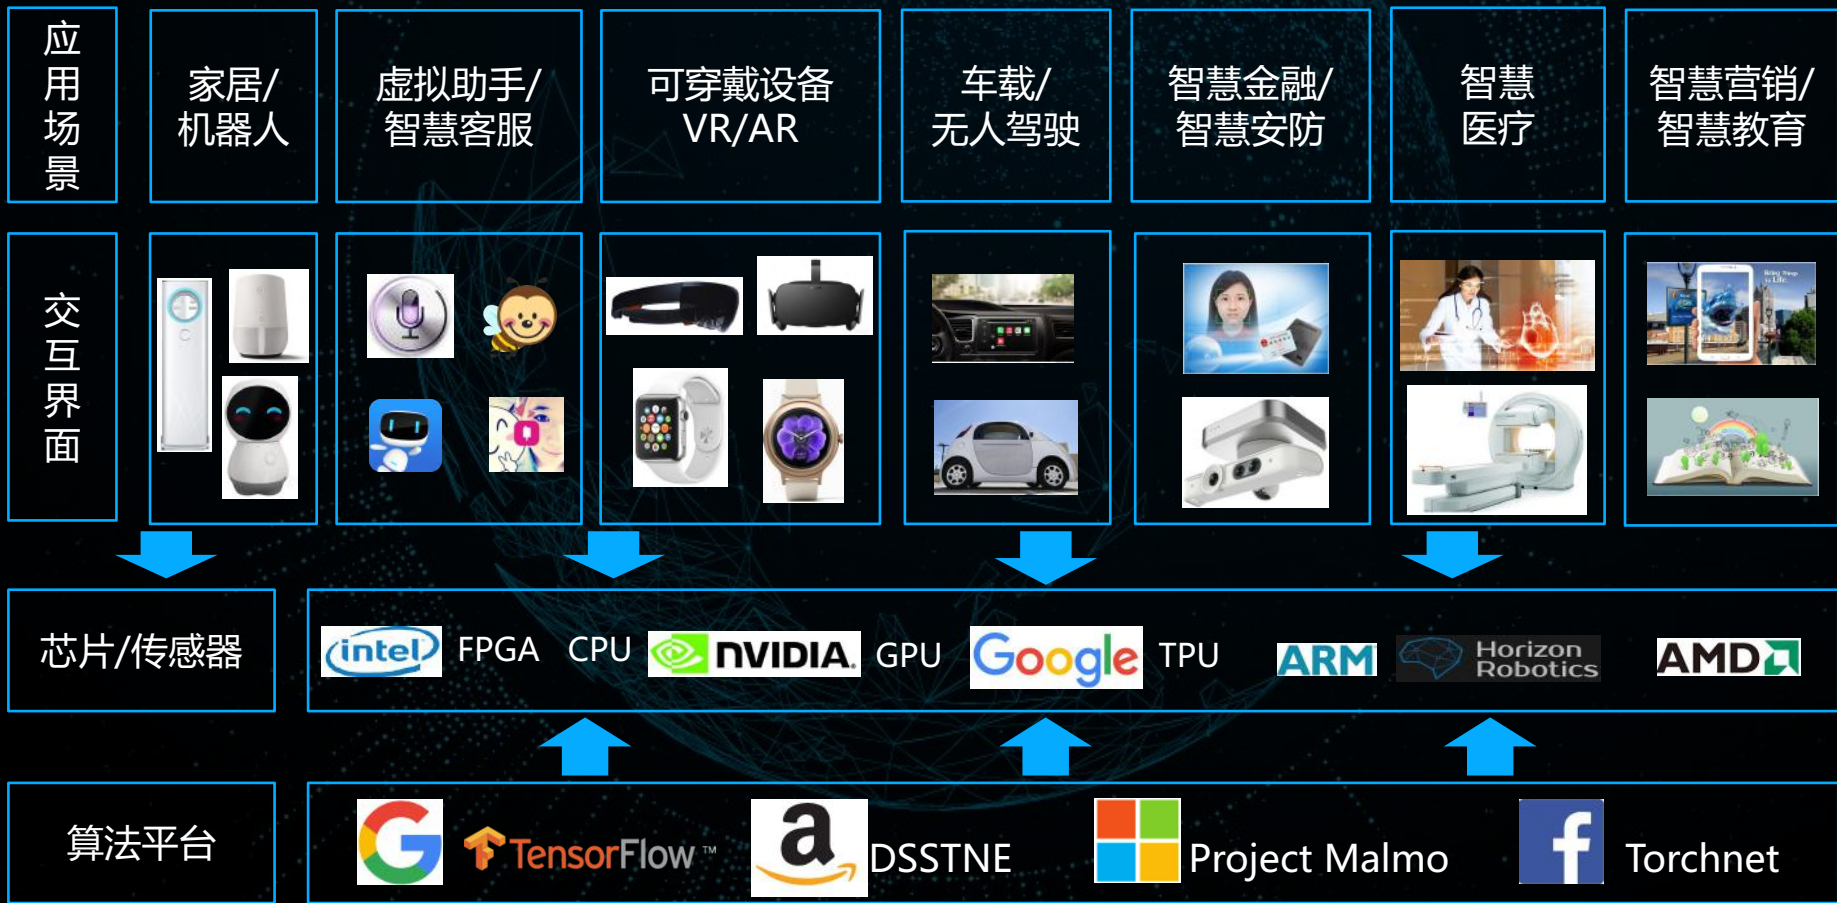 应
用
场
景
家居/
机器人
虚拟助手/
智慧客服
可穿戴设备
VR/AR
车载/
无人驾驶
智慧金融/
智慧安防
智慧
医疗
智慧营销/
智慧教育
交
互
界
面
Bring Things
to Life
芯片/传感器
intel FPGA CPU NVIDIA. GPU Google TPU ARM Horizon
Robotics
AMD
算法平台
G TensorFlow™ a DSSTNE Project Malmo f Torchnet